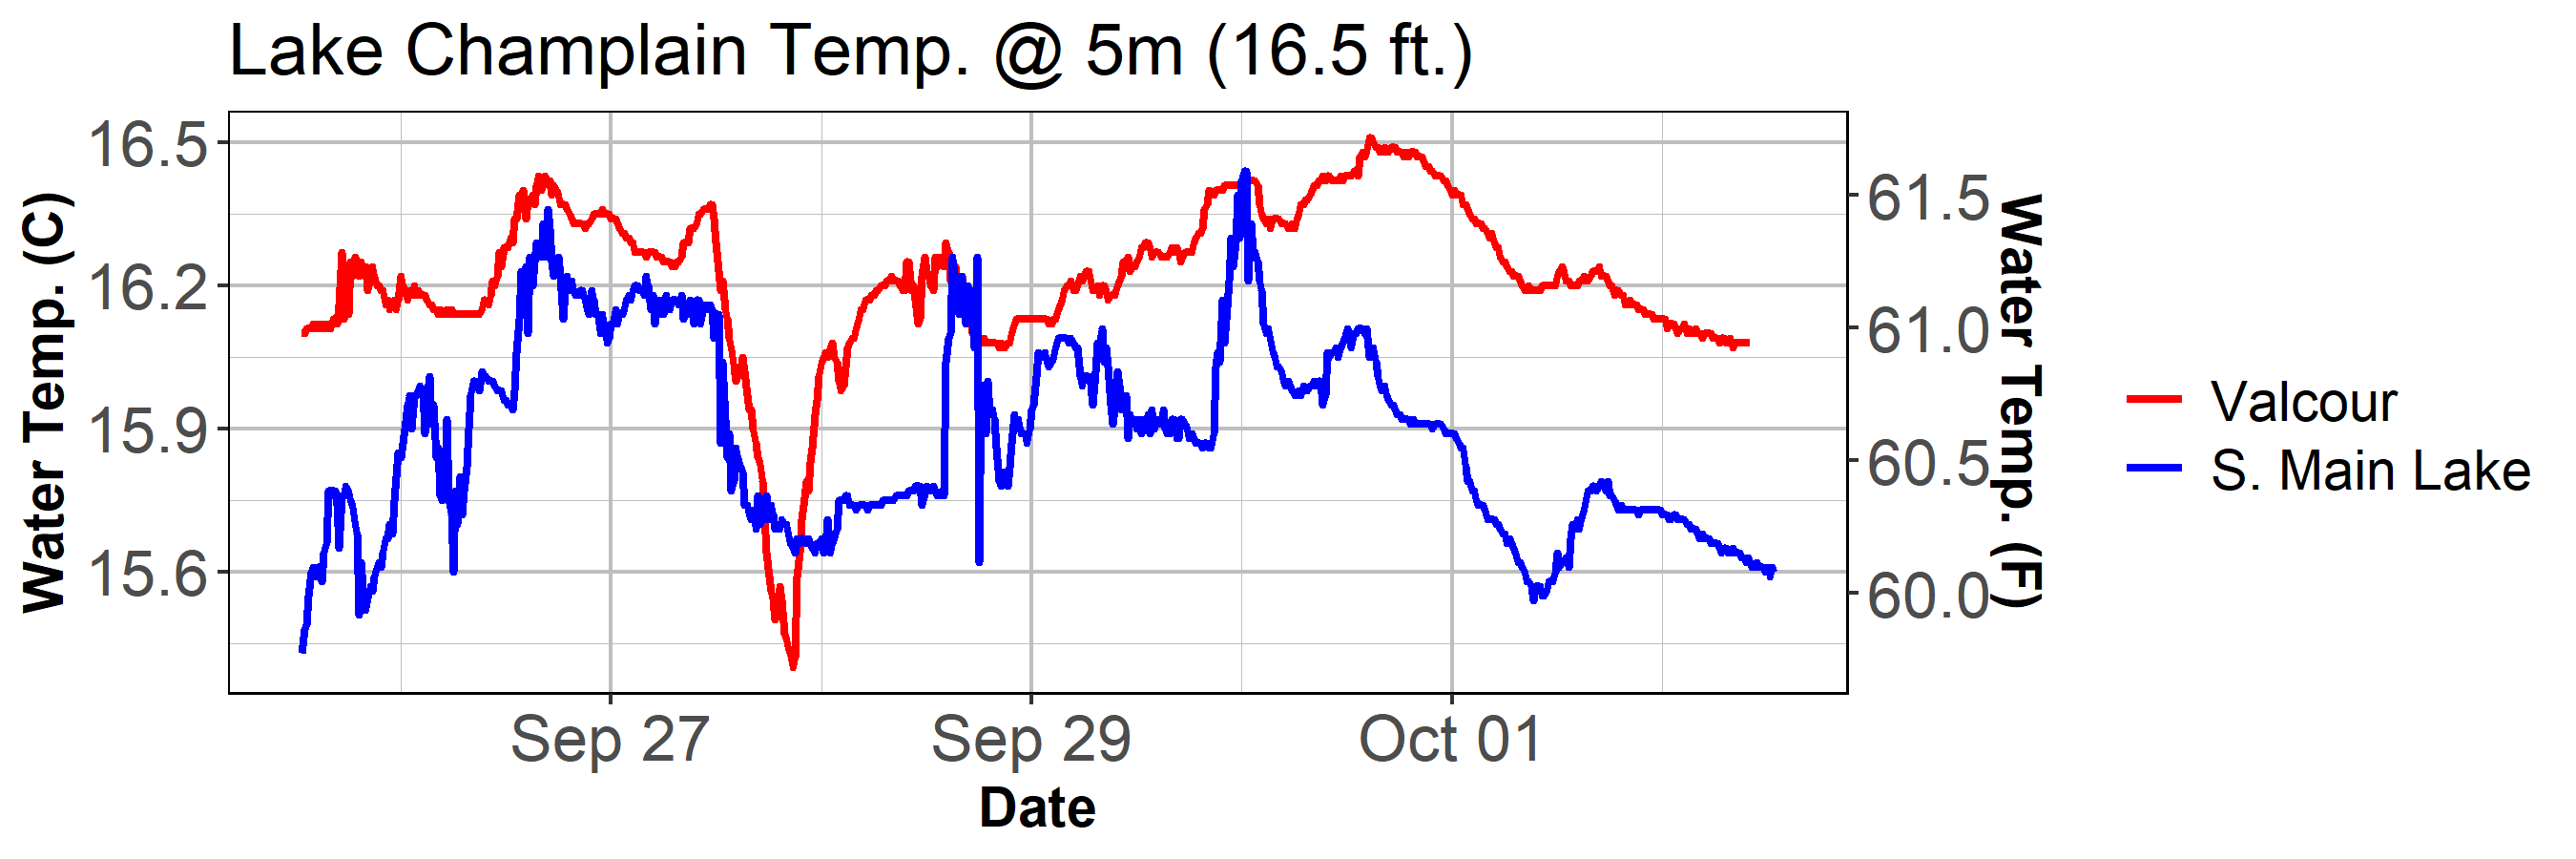 Lake Champlain Temp. @ 5m (16.5 ft.)
Water Temp. (C)
16.5
16.2
15.9
15.6
61.5
61.0
60.5
60.0
Water Temp. (F)
Sep 27
Sep 29
Oct 01
Date
Valcour
S. Main Lake